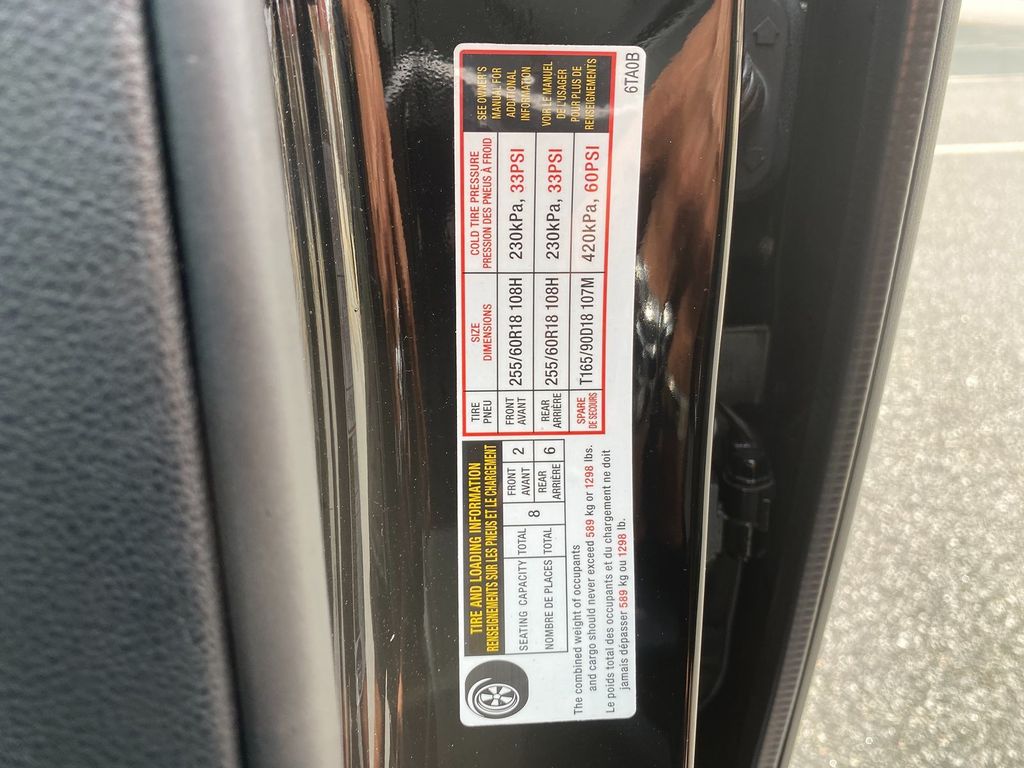 TIRE AND LOADING INFORMATION
RENSEIGNEMENTS SUR LES PNEUS ET LE CHARGEMENT
SEATING CAPACITY
NOMBRE DE PLACES
TOTAL
TOTAL
8
FRONT
AVANT
2
REAR
ARRIÈRE
6
The combined weight of occupants
and cargo should never exceed 589 kg or 1298 lbs.
Le poids total des occupants et du chargement ne doit
jamais dépasser 589 kg ou 1298 lb.
TIRE
PNEU
SIZE
DIMENSIONS
COLD TIRE PRESSURE
PRESSION DES PNEUS À FROID
FRONT
AVANT
255/60R18 108H
230kPa, 33PSI
REAR
ARRIÈRE
255/60R18 108H
230kPa, 33PSI
SPARE
DE SECOURS
T165/90D18 107M
420kPa, 60PSI
SEE OWNER'S
MANUAL FOR
ADDITIONAL
INFORMATION
VOIR LE MANUEL
DE L'USAGER
POUR PLUS DE
RENSEIGNEMENTS
6TA0B